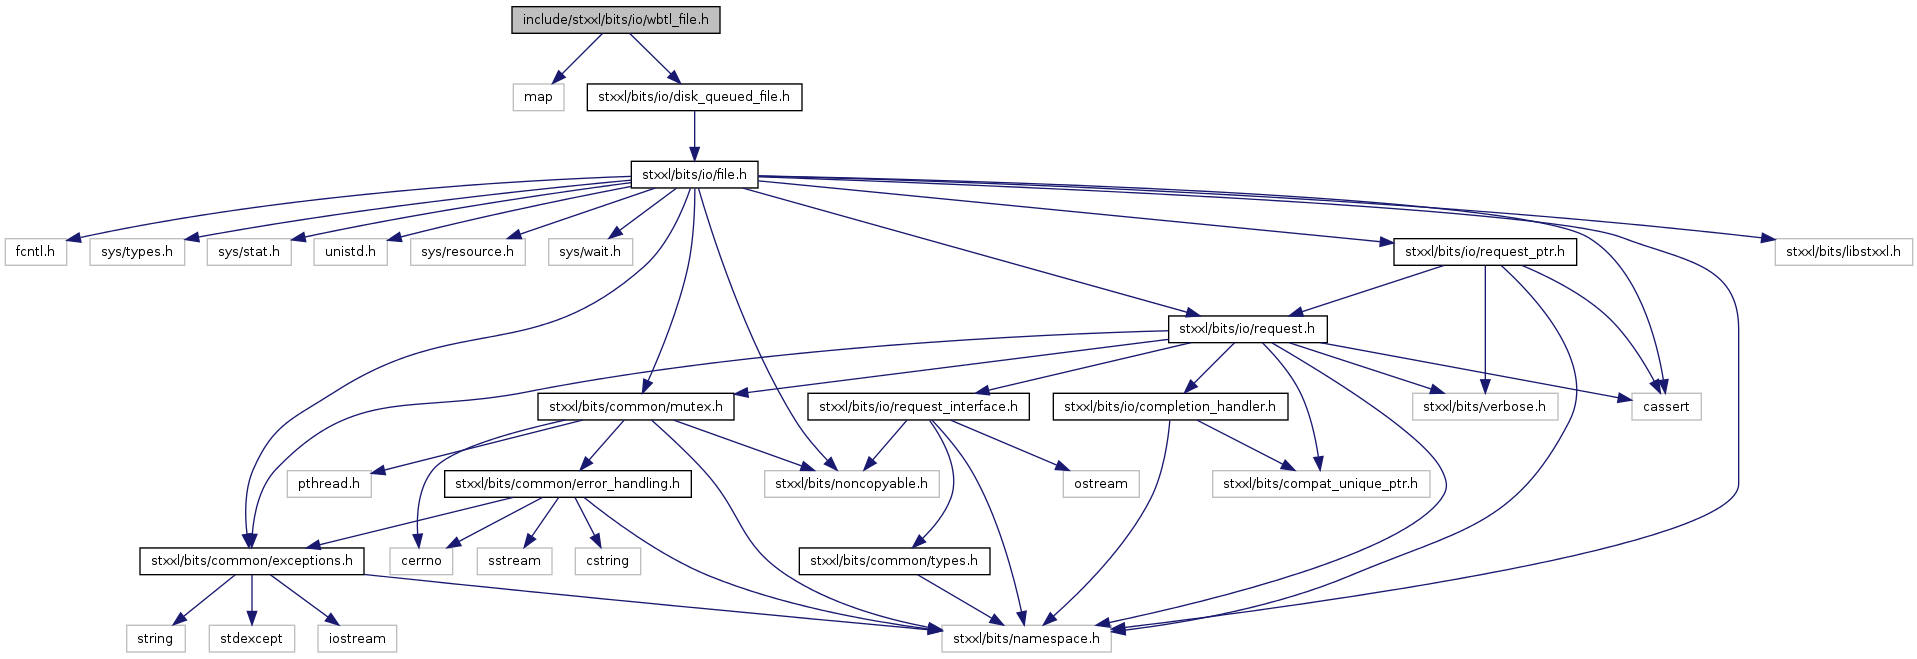 include/stxxl/bits/io/wbtl_file.h
map
stxxl/bits/io/disk_queued_file.h
stxxl/bits/io/file.h
fcntl.h
sys/types.h
sys/stat.h
unistd.h
sys/resource.h
sys/wait.h
stxxl/bits/io/request_ptr.h
stxxl/bits/libstxxl.h
stxxl/bits/io/request.h
stxxl/bits/common/mutex.h
stxxl/bits/io/request_interface.h
stxxl/bits/io/completion_handler.h
stxxl/bits/verbose.h
cassert
pthread.h
stxxl/bits/common/error_handling.h
stxxl/bits/noncopyable.h
ostream
stxxl/bits/compat_unique_ptr.h
stxxl/bits/common/exceptions.h
cerrno
sstream
cstring
stxxl/bits/common/types.h
string
stdexcept
iostream
stxxl/bits/namespace.h